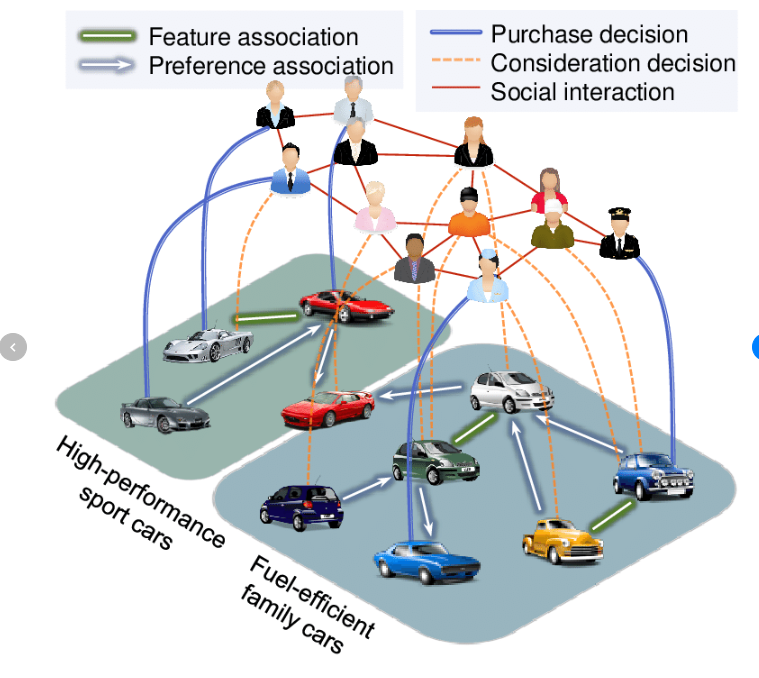 Feature association
Preference association
Purchase decision
Consideration decision
Social interaction
High-performance
sport cars
Fuel-efficient
family cars